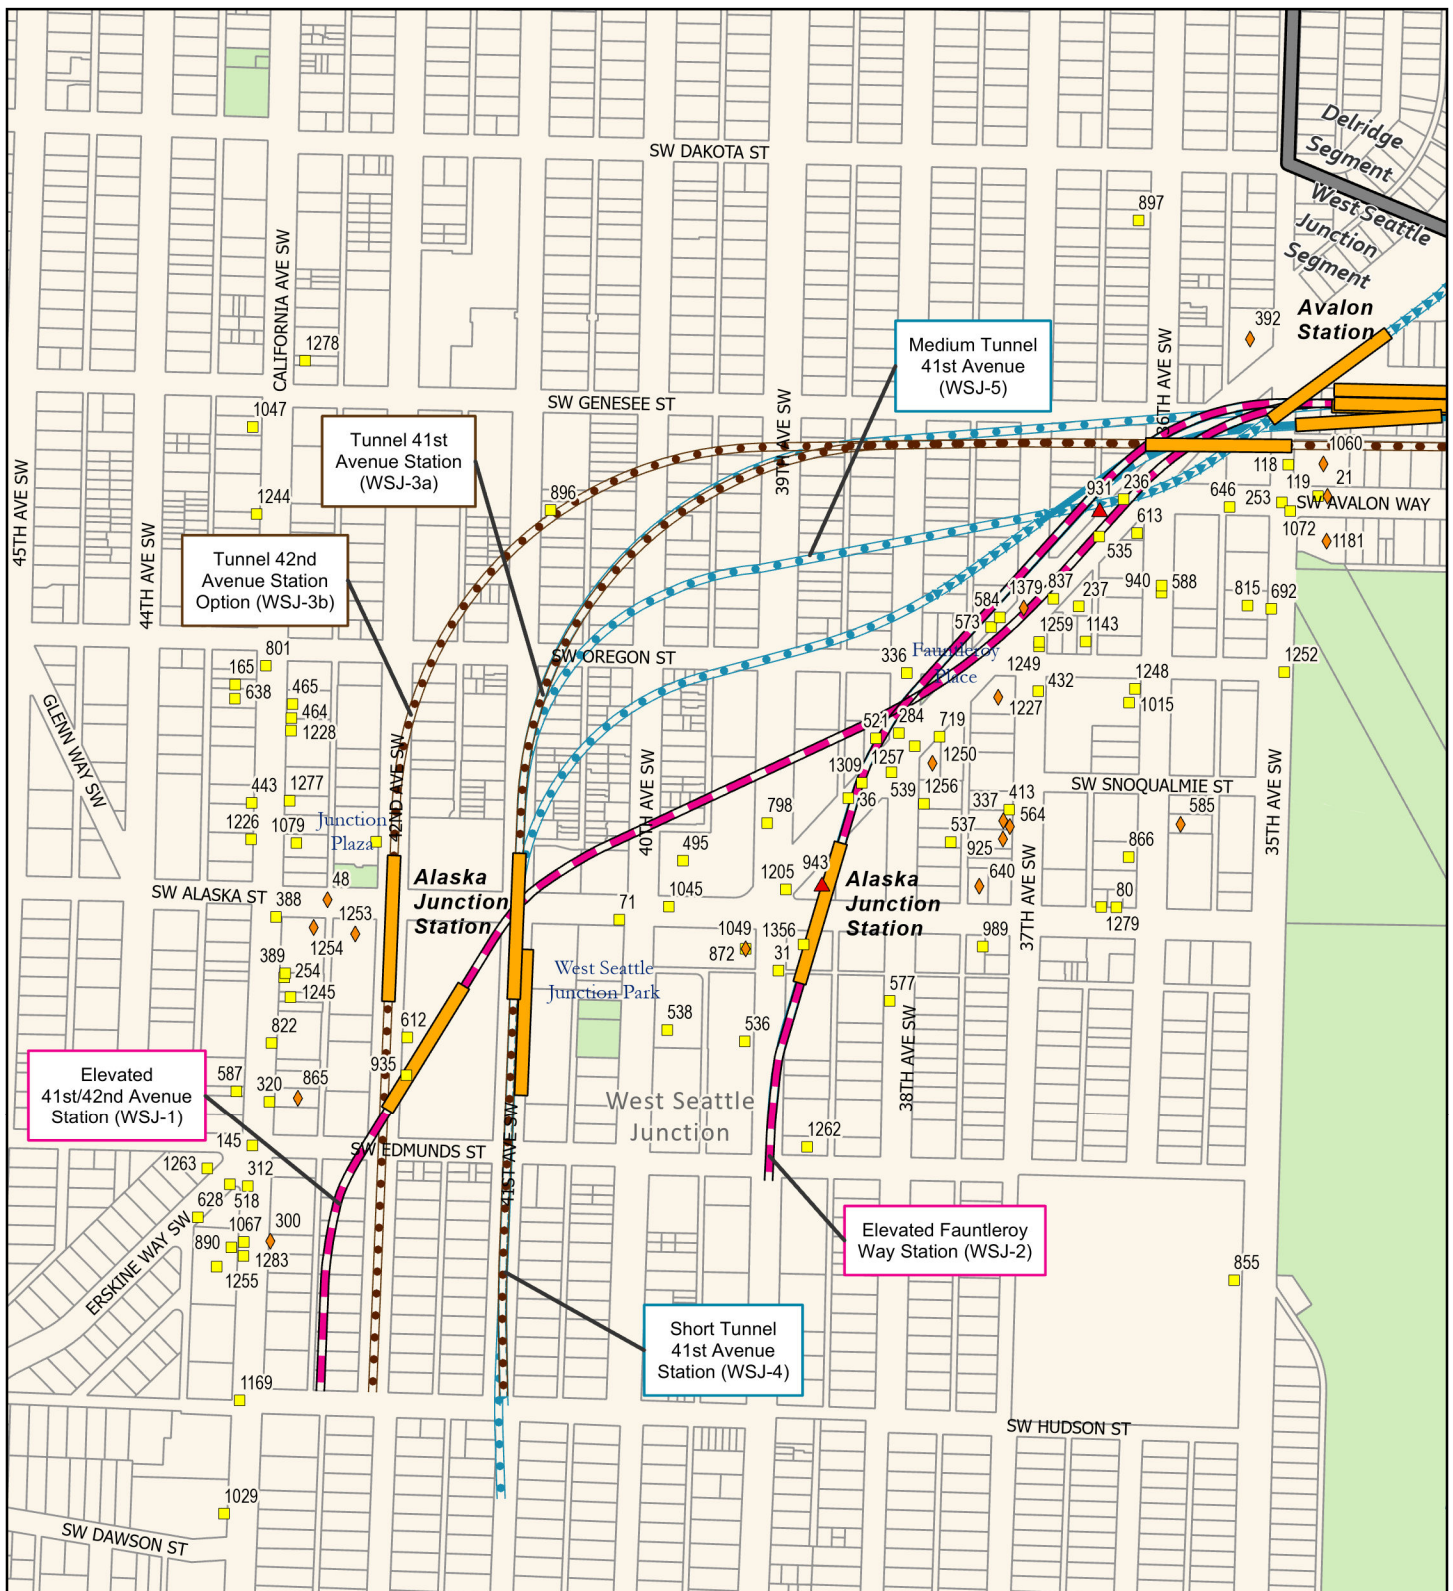 SW DAKOTA ST
Delridge
Segment
West Seattle
Junction
Segment
897
CALIFORNIA AVE SW
1278
392
Avalon
Station
Medium Tunnel
41st Avenue
(WSJ-5)
36TH AVE SW
SW GENESEE ST
39TH AVE SW
1047
Tunnel 41st
Avenue Station
(WSJ-3a)
45TH AVE SW
1244
896
44TH AVE SW
Tunnel 42nd
Avenue Station
Option (WSJ-3b)
1060
118
21
119
SW AVALON WAY
931
236
646
253
1072
613
535
1181
1379
837
940
588
584
237
815
692
573
1259
1143
SW OREGON ST
Fauntleroy
Place
336
1249
1252
432
1248
1227
1015
801
165
638
465
464
1228
GLENN WAY SW
42ND AVE SW
521
284
719
1257
1250
1309
40TH AVE SW
SW SNOQUALMIE ST
35TH AVE SW
443
1277
36
539
1256
413
337
564
585
1226
1079
Junction
Plaza
798
537
925
866
495
37TH AVE SW
SW ALASKA ST
48
388
Alaska
Junction
Station
943
Alaska
Junction
Station
1205
640
80
1279
1045
71
1253
1254
1049
1356
872
31
989
389
254
1245
West Seattle
Junction Park
577
822
612
538
536
38TH AVE SW
935
Elevated
41st/42nd Avenue
Station (WSJ-1)
587
320
865
West Seattle
Junction
41ST AVE SW
145
SW EDMUNDS ST
1262
1263
312
628
518
ERSKINE WAY SW
1067
300
890
1283
1255
Elevated Fauntleroy
Way Station (WSJ-2)
855
Short Tunnel
41st Avenue
Station (WSJ-4)
1169
SW HUDSON ST
1029
SW DAWSON ST